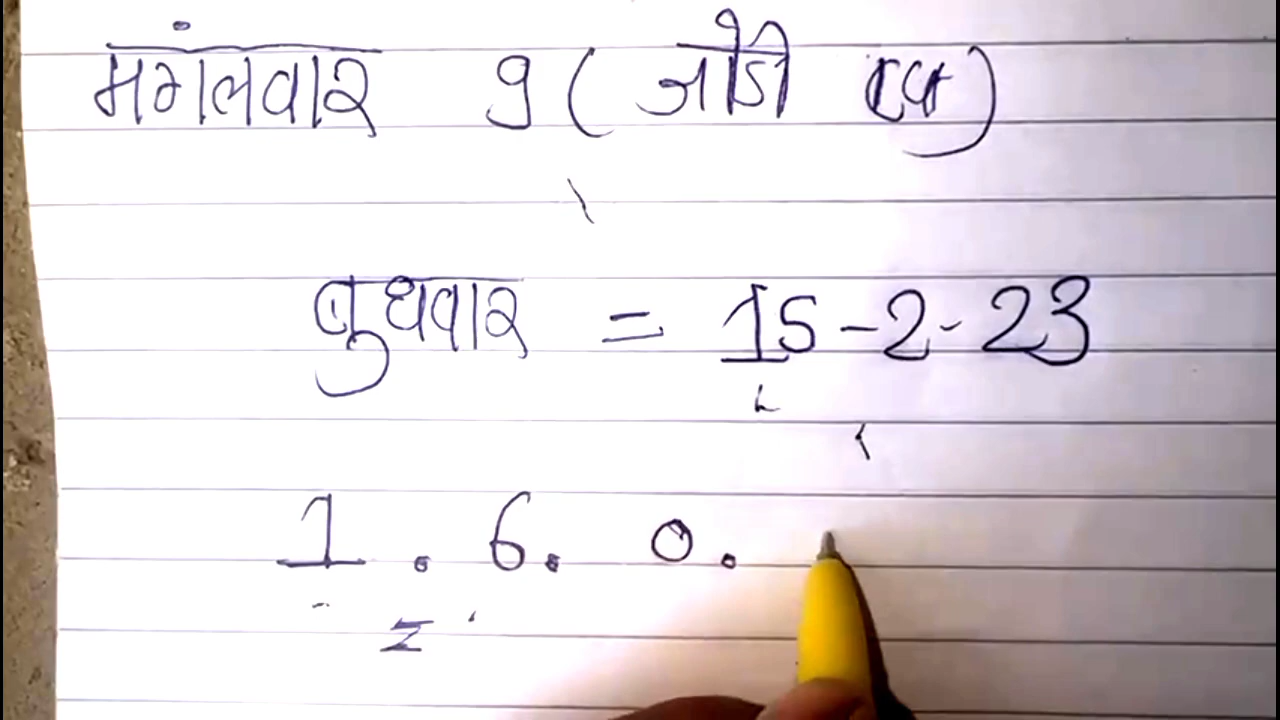 मंगलवार 9 ( जोडी
बुधवार = 15-2-23
1 . 6 . 0 .